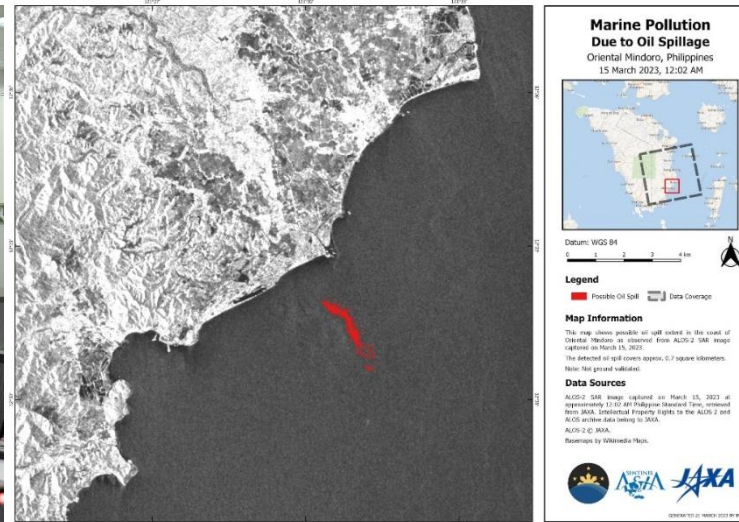 Marine Pollution
Due to Oil Spillage
Oriental Mindoro, Philippines
15 March 2023, 12:02 AM
Datum: WGS 84
N
0 1 2 3 4 km
Legend
Possible Oil Spill
Data Coverage
Map Information
This map shows possible oil spill extent in the coast of
Oriental Mindoro as observed from ALOS-2 SAR image
captured on March 15, 2023.
The detected oil spill covers approx. 0.7 square kilometers.
Note: Not ground validated.
Data Sources
ALOS-2 SAR image captured on March 15, 2023 at
approximately 12:02 AM Philippine Standard Time, retrieved
from JAXA. Intellectual Property Rights to the ALOS-2 and
ALOS archive data belong to JAXA.
ALOS-2 © JAXA.
Basemaps by Wikimedia Maps.
SENTINEL
ASIA
JAXA